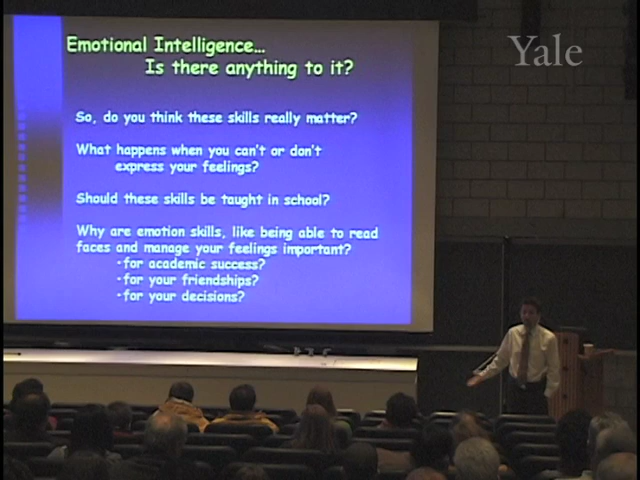 Yale
Emotional Intelligence...
Is there anything to it?
So, do you think these skills really matter?
What happens when you can't or don't
express your feelings?
Should these skills be taught in school?
Why are emotion skills, like being able to read
faces and manage your feelings important?
-for academic success?
-for your friendships?
-for your decisions?